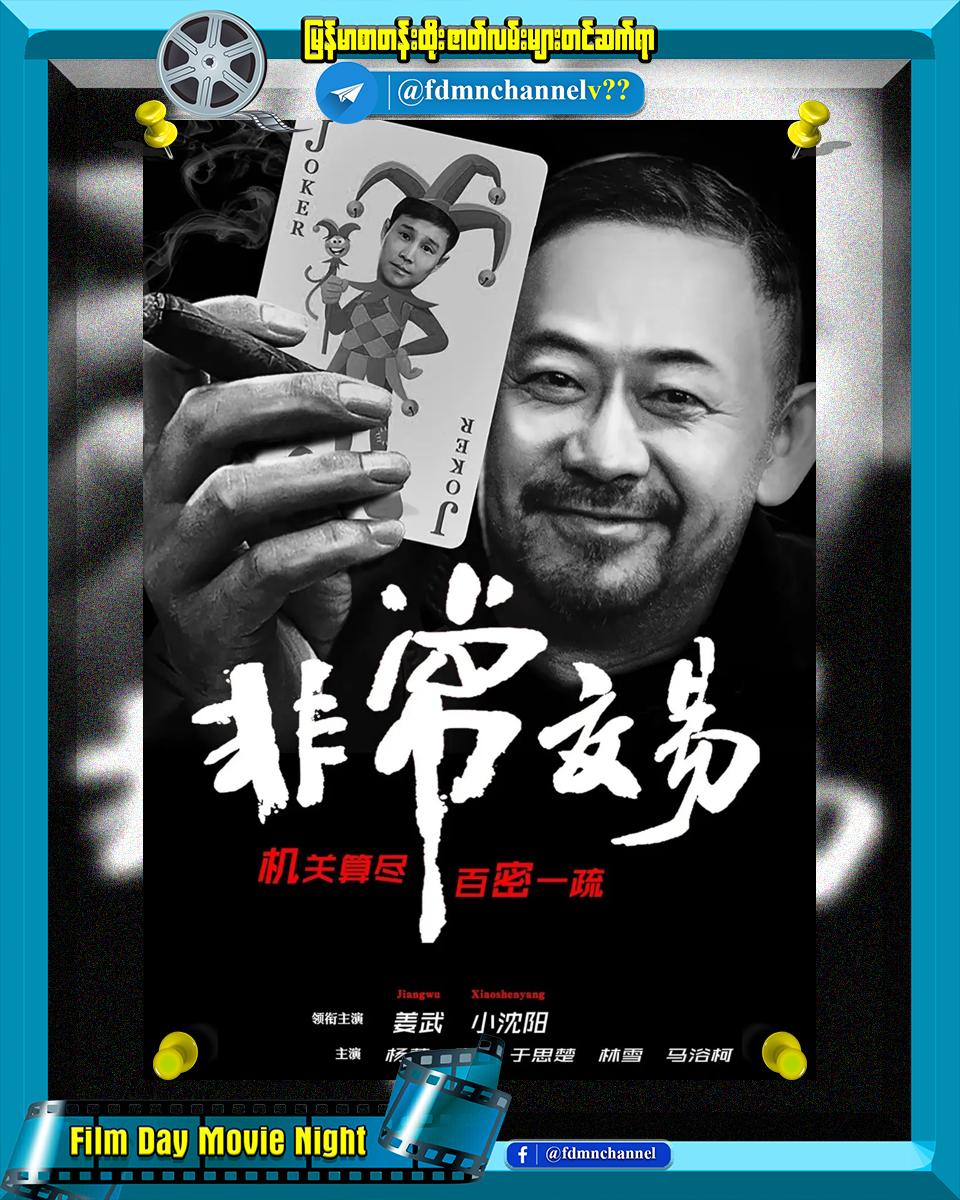 မြန်မာစာတန်းထိုးဇာတ်လမ်းများတင်ဆက်ရာ
@fdmnchannelv??
JOKER
JOKER
非常交易
机关算尽 百密一疏
Jiangwu Xiaoshenyang
领衔主演 姜武 小沈阳
主演 于思楚 林雪 马浴柯
Film Day Movie Night
f @fdmnchannel